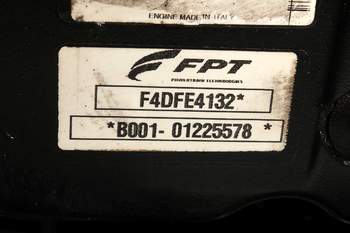 ENGINE MADE IN ITALY
FPT
POWERTRAIN TECHNOLOGIES
F4DFE4132*
*B001-01225578 *